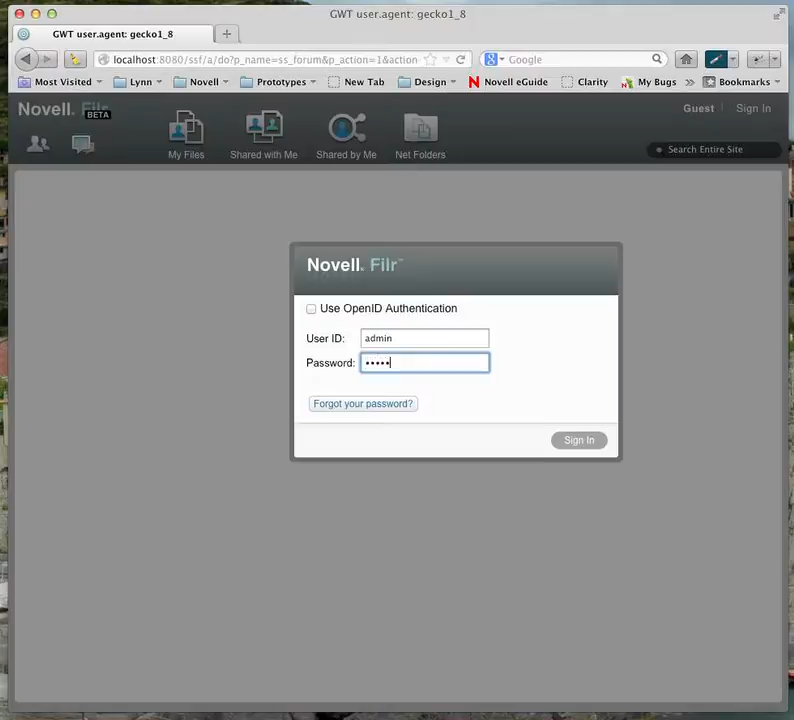 GWT user.agent: gecko1_8
GWT user.agent: gecko1_8
localhost:8080/ssf/a/do?p_name=ss_forum&p_action=1&action
Google
Most Visited Lynn Novell Prototypes New Tab Design Novell eGuide Clarity My Bugs Bookmarks
Novell. Filr
BETA
Guest Sign In
My Files Shared with Me Shared by Me Net Folders
Search Entire Site
Novell. Filr™
Use OpenID Authentication
User ID: admin
Password: •••••
Forgot your password?
Sign In